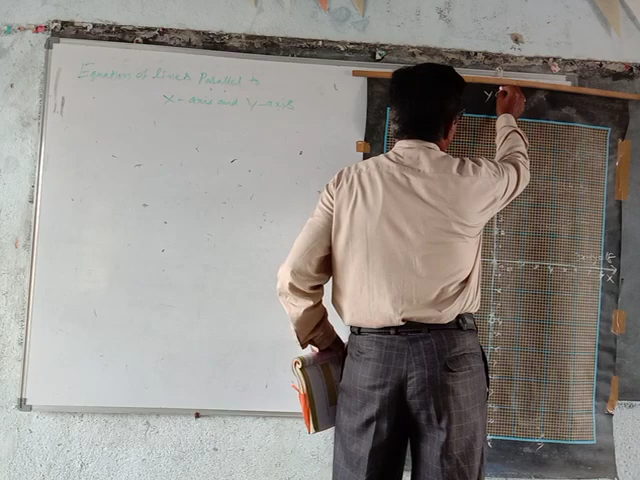 Equation of lines Parallel to
X-axis and Y-axis
Y
X